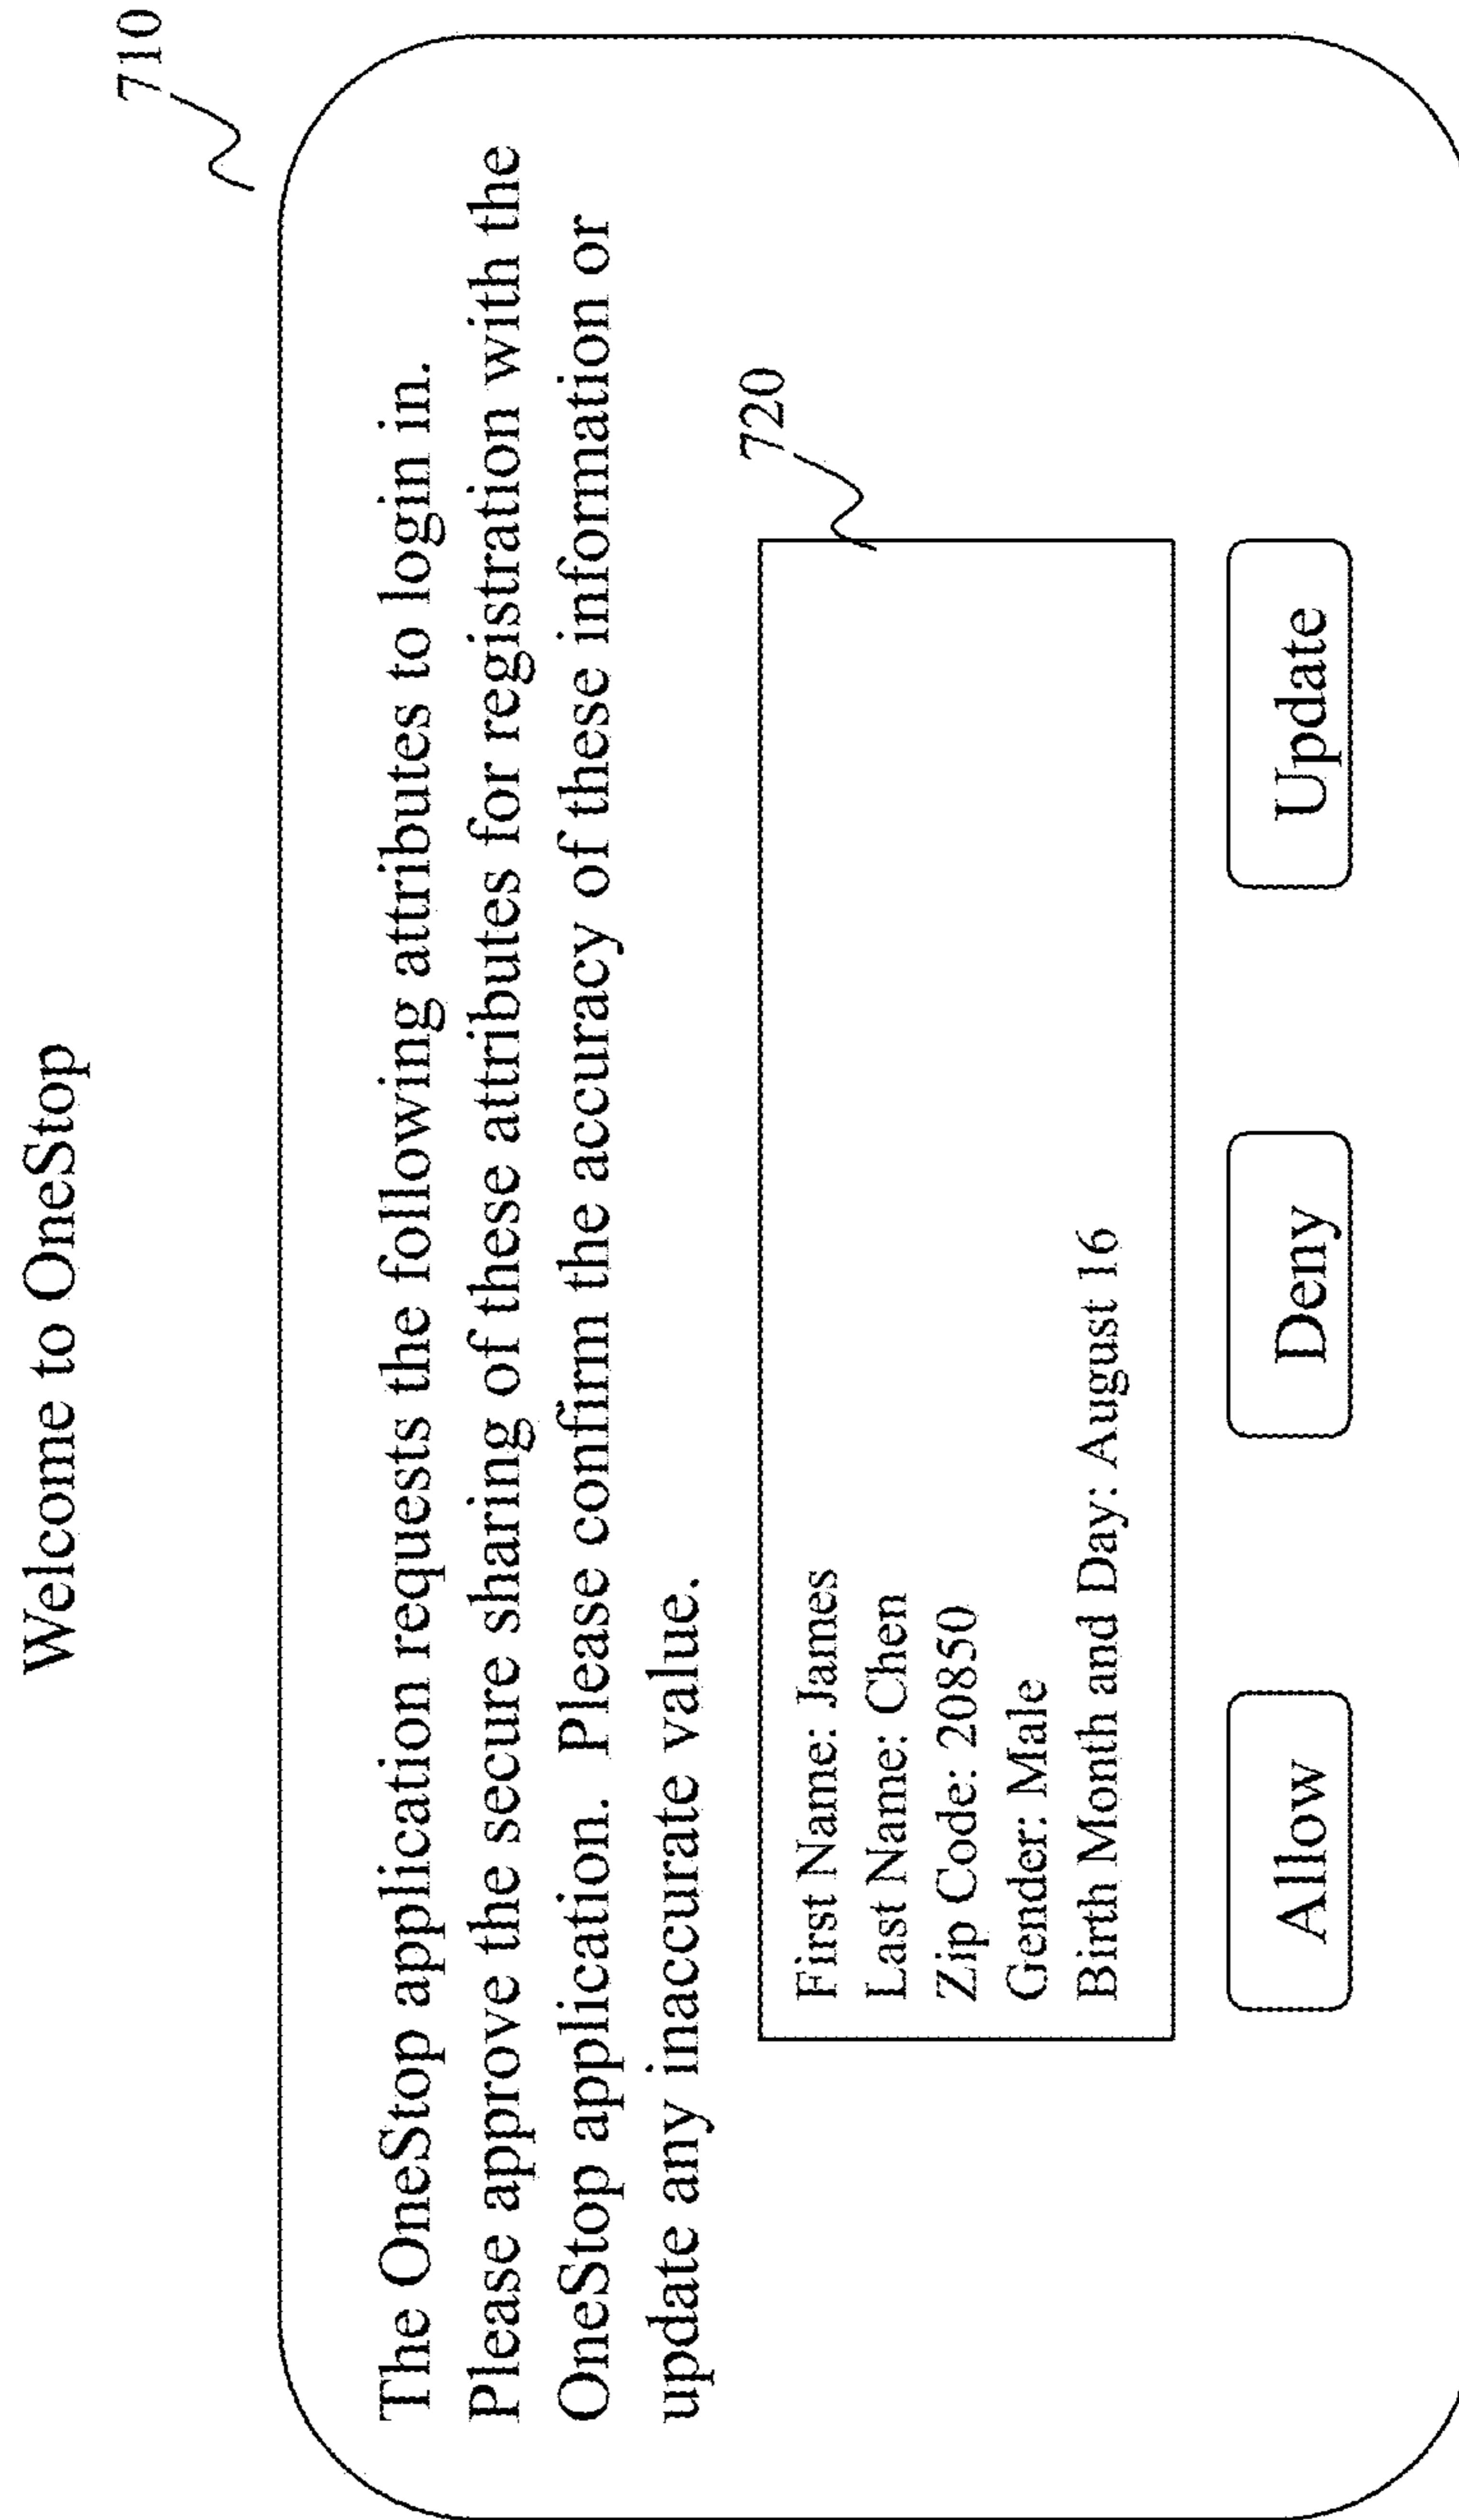 Welcome to OneStop
710
The OneStop application requests the following attributes to login in.
Please approve the secure sharing of these attributes for registration with the
OneStop application. Please confirm the accuracy of these information or
update any inaccurate value.
720
First Name: James
Last Name: Chen
Zip Code: 20850
Gender: Male
Birth Month and Day: August 16
Allow
Deny
Update